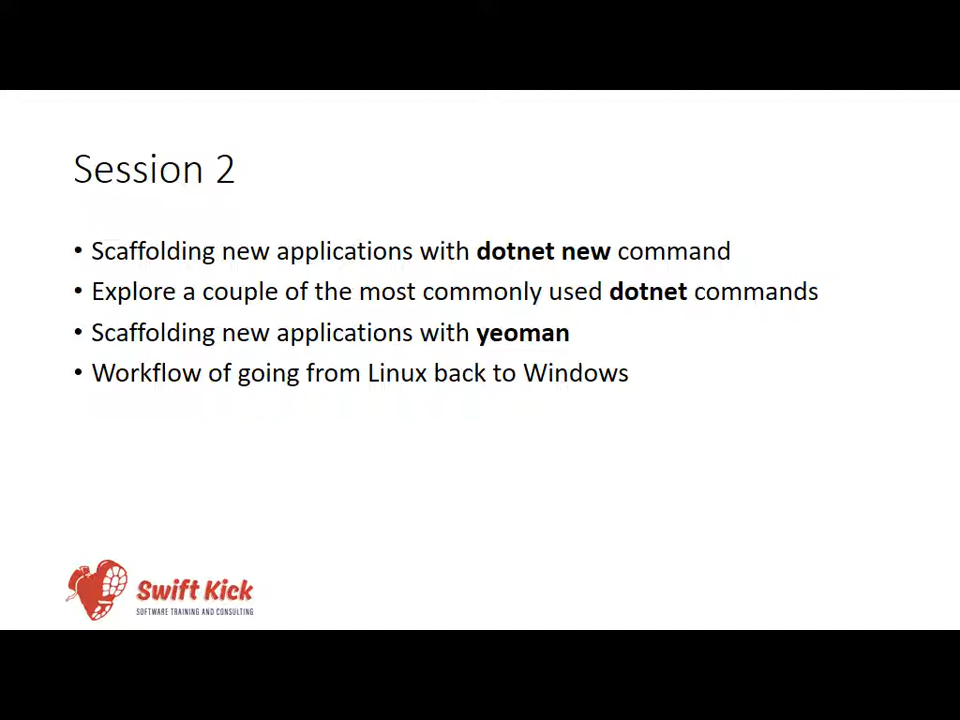 Session 2
• Scaffolding new applications with dotnet new command
• Explore a couple of the most commonly used dotnet commands
• Scaffolding new applications with yeoman
• Workflow of going from Linux back to Windows
Swift Kick
SOFTWARE TRAINING AND CONSULTING